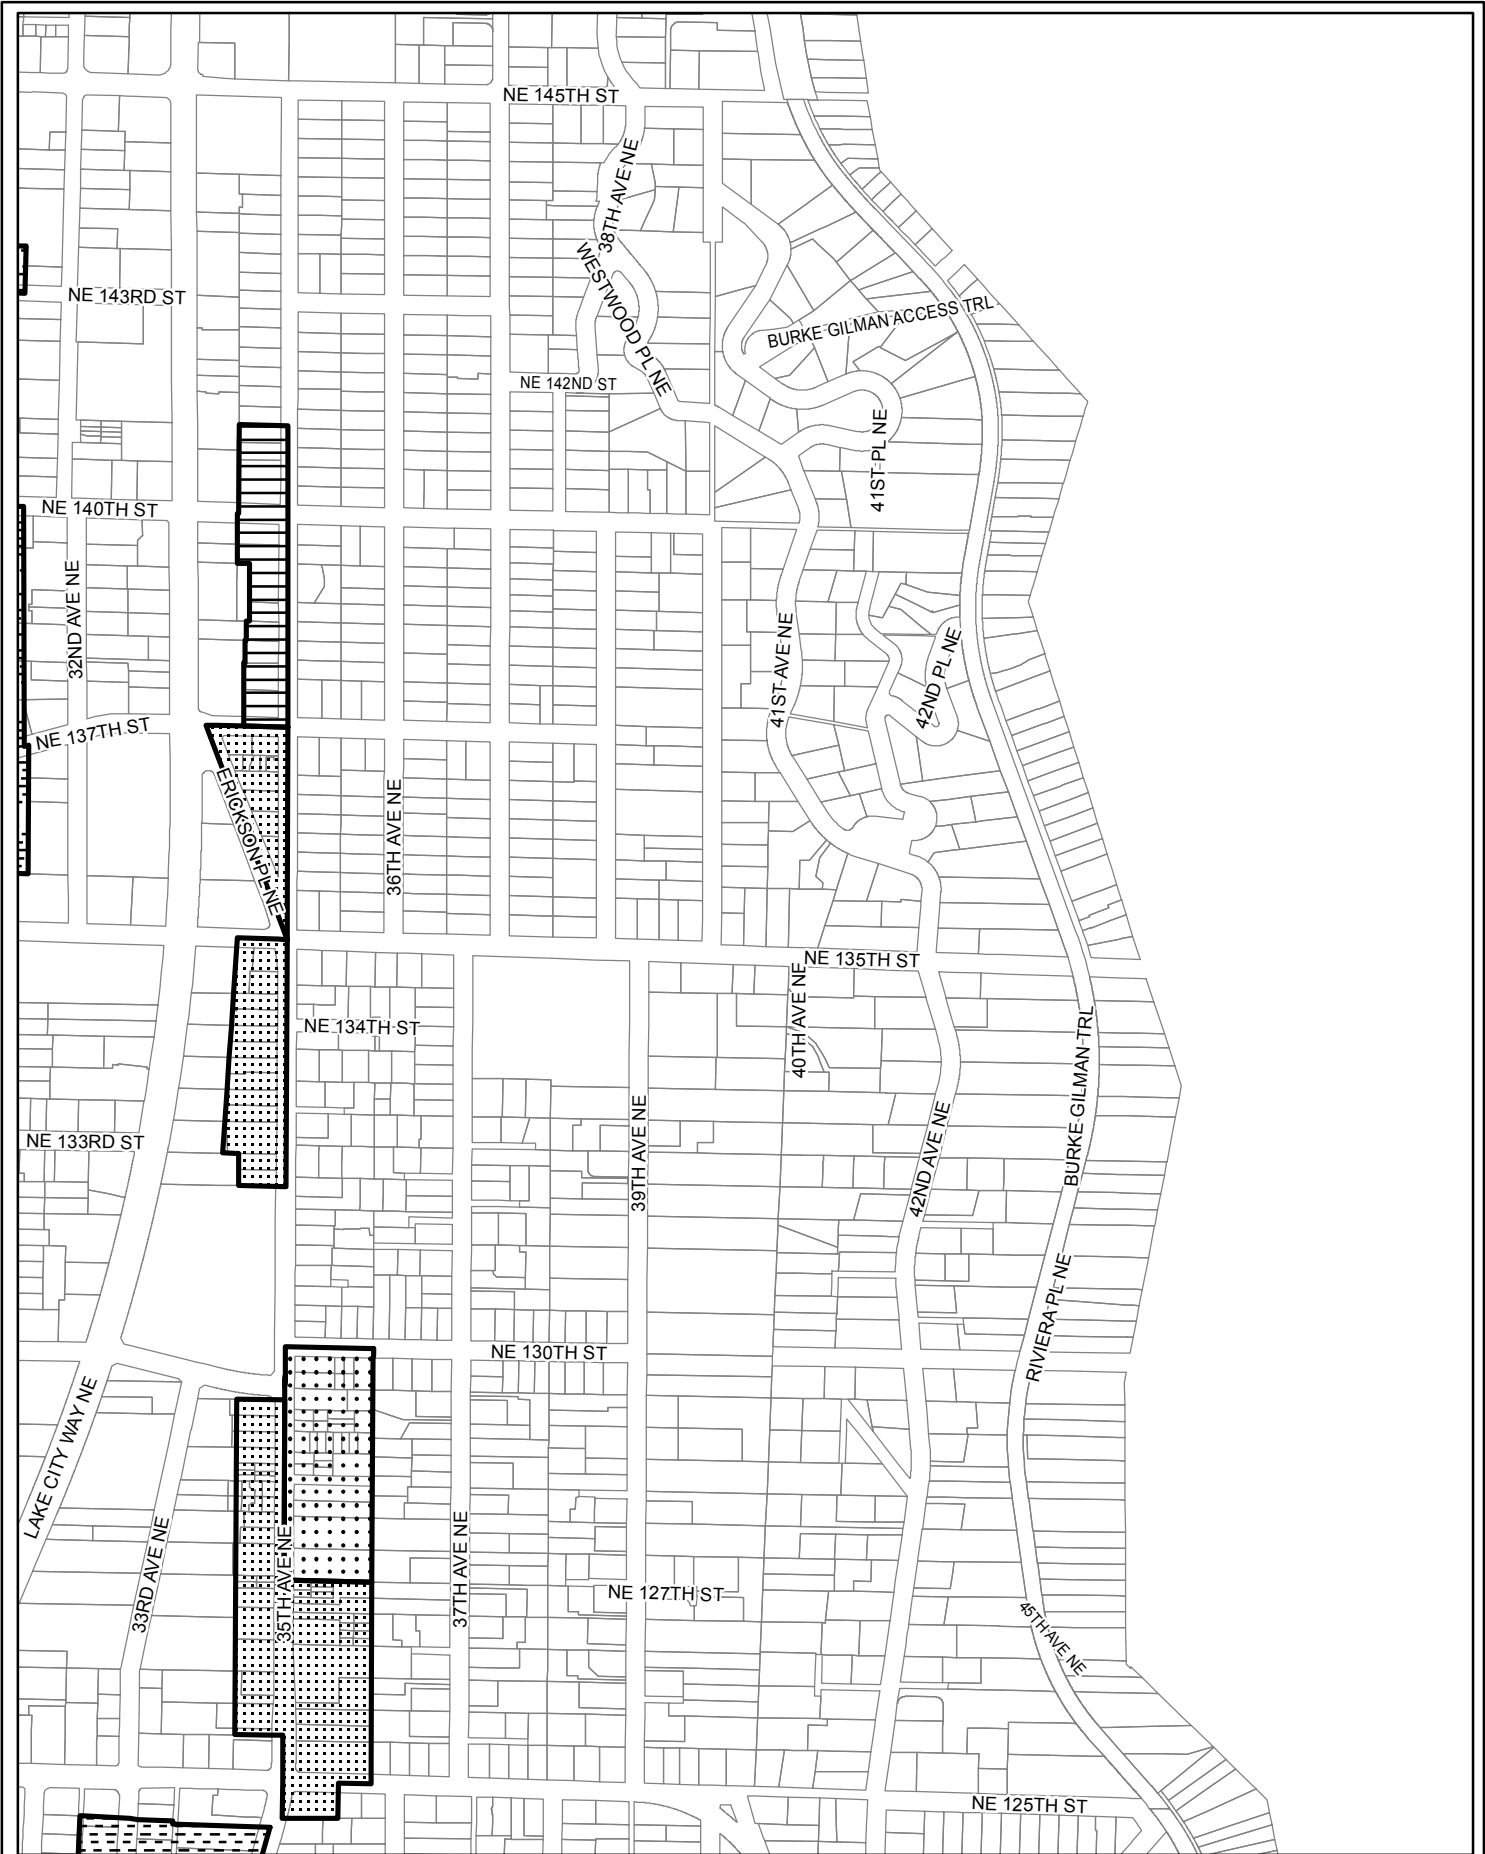 NE 145TH ST
38TH AVE NE
WESTWOOD PL NE
NE 143RD ST
BURKE GILMAN ACCESS TRL
NE 142ND ST
41ST PL NE
NE 140TH ST
32ND AVE NE
41ST AVE NE
42ND PL NE
NE 137TH ST
ERICKSON PL NE
36TH AVE NE
NE 135TH ST
40TH AVE NE
NE 134TH ST
BURKE-GILMAN TRL
39TH AVE NE
42ND AVE NE
NE 133RD ST
RIVIERA PL NE
NE 130TH ST
LAKE CITY WAY NE
33RD AVE NE
35TH AVE NE
37TH AVE NE
NE 127TH ST
45TH AVE NE
NE 125TH ST